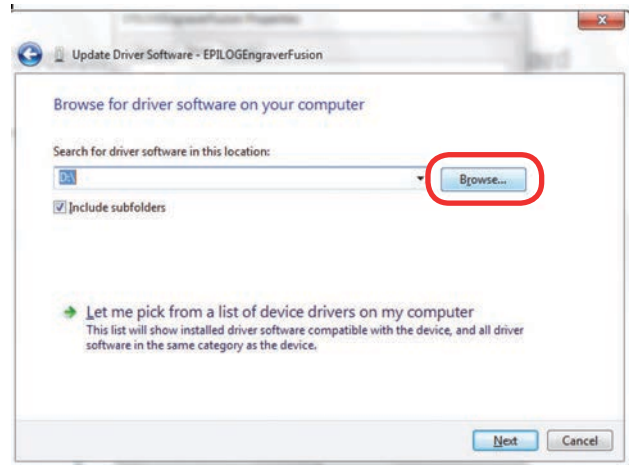 Update Driver Software - EPILOGEngraverFusion
Browse for driver software on your computer
Search for driver software in this location:
D:\
Browse...
Include subfolders
Let me pick from a list of device drivers on my computer
This list will show installed driver software compatible with the device, and all driver
software in the same category as the device.
Next
Cancel